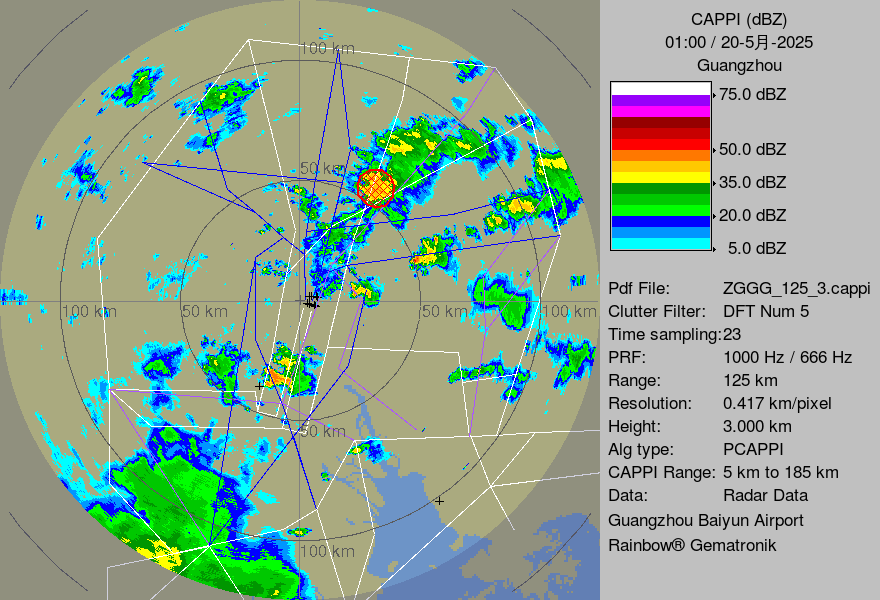 CAPPI (dBZ)
01:00 / 20-5月-2025
Guangzhou
75.0 dBZ
50.0 dBZ
35.0 dBZ
20.0 dBZ
5.0 dBZ
Pdf File: ZGGG_125_3.cappi
Clutter Filter: DFT Num 5
Time sampling:23
PRF: 1000 Hz / 666 Hz
Range: 125 km
Resolution: 0.417 km/pixel
Height: 3.000 km
Alg type: PCAPPI
CAPPI Range: 5 km to 185 km
Data: Radar Data
Guangzhou Baiyun Airport
Rainbow® Gematronik
100 km
50 km
100 km
50 km
50 km
100 km
50 km
100 km